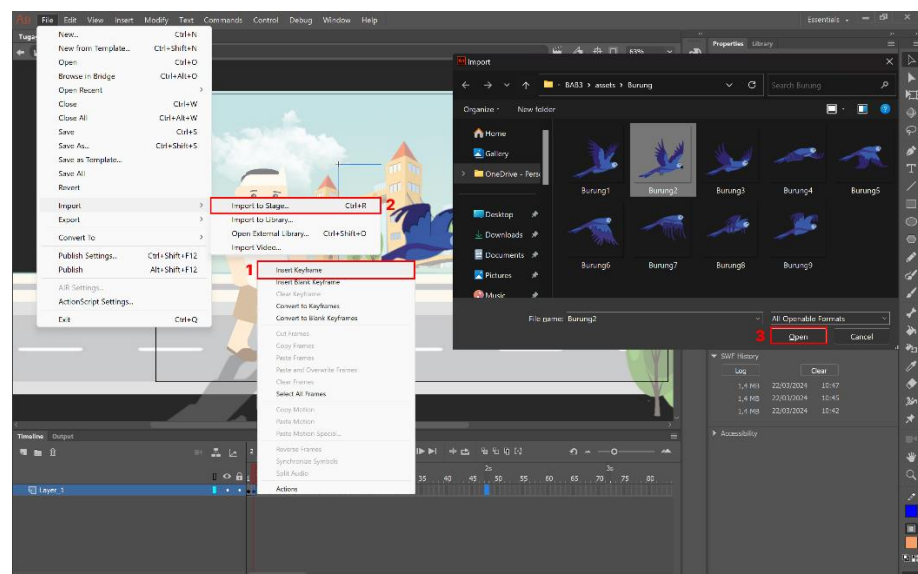 An File Edit View Insert Modify Text Commands Control Debug Window Help
Essentials
New... Ctrl+N
New from Template... Ctrl+Shift+N
Open Ctrl+O
Browse in Bridge Ctrl+Alt+O
Open Recent
Close Ctrl+W
Close All Ctrl+Alt+W
Save Ctrl+S
Save As... Ctrl+Shift+S
Save as Template...
Save All
Revert
Import
Export
Convert To
Publish Settings... Ctrl+Shift+F12
Publish Alt+Shift+F12
AIR Settings...
ActionScript Settings...
Exit Ctrl+Q
Import to Stage... Ctrl+R
2
Import to Library...
Open External Library... Ctrl+Shift+O
Import Video...
1
Insert Keyframe
Insert Blank Keyframe
Clear Keyframe
Convert to Keyframes
Convert to Blank Keyframes
Cut Frames
Copy Frames
Paste Frames
Paste and Overwrite Frames
Clear Frames
Select All Frames
Copy Motion
Paste Motion
Paste Motion Special...
Reverse Frames
Synchronize Symbols
Split Audio
Actions
63%
Import
BAB3 > assets > Burung
Search Burung
Organize New folder
Home
Gallery
OneDrive - Perso
Desktop
Downloads
Documents
Pictures
Music
Burung1 Burung2 Burung3 Burung4 Burung5
Burung6 Burung7 Burung8 Burung9
File name: Burung2
All Openable Formats
3
Open Cancel
Properties Library
SWF History
Log Clear
1,4 MB 22/03/2024 10:47
1,4 MB 22/03/2024 10:45
1,4 MB 22/03/2024 10:42
Accessibility
Timeline Output
2s 3s
35 40 45 50 55 60 65 70 75 80
Layer_1